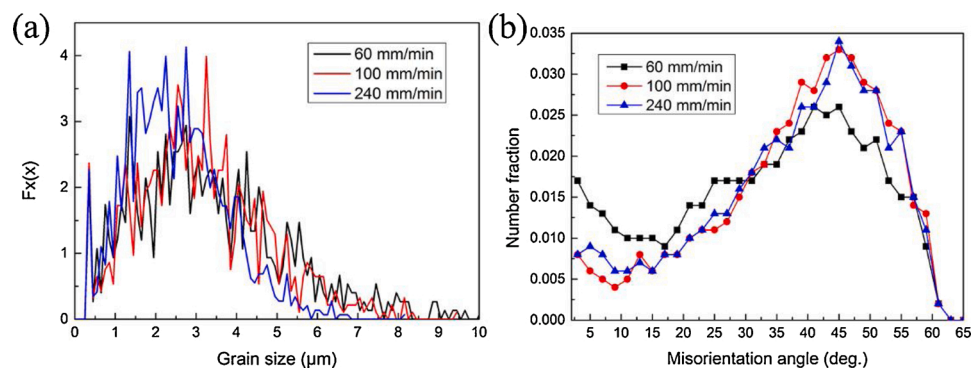 (a)
60 mm/min
100 mm/min
240 mm/min
Fx(x)
4
3
2
1
0
0 1 2 3 4 5 6 7 8 9 10
Grain size (μm)
(b)
60 mm/min
100 mm/min
240 mm/min
Number fraction
0.035
0.030
0.025
0.020
0.015
0.010
0.005
0.000
5 10 15 20 25 30 35 40 45 50 55 60 65
Misorientation angle (deg.)